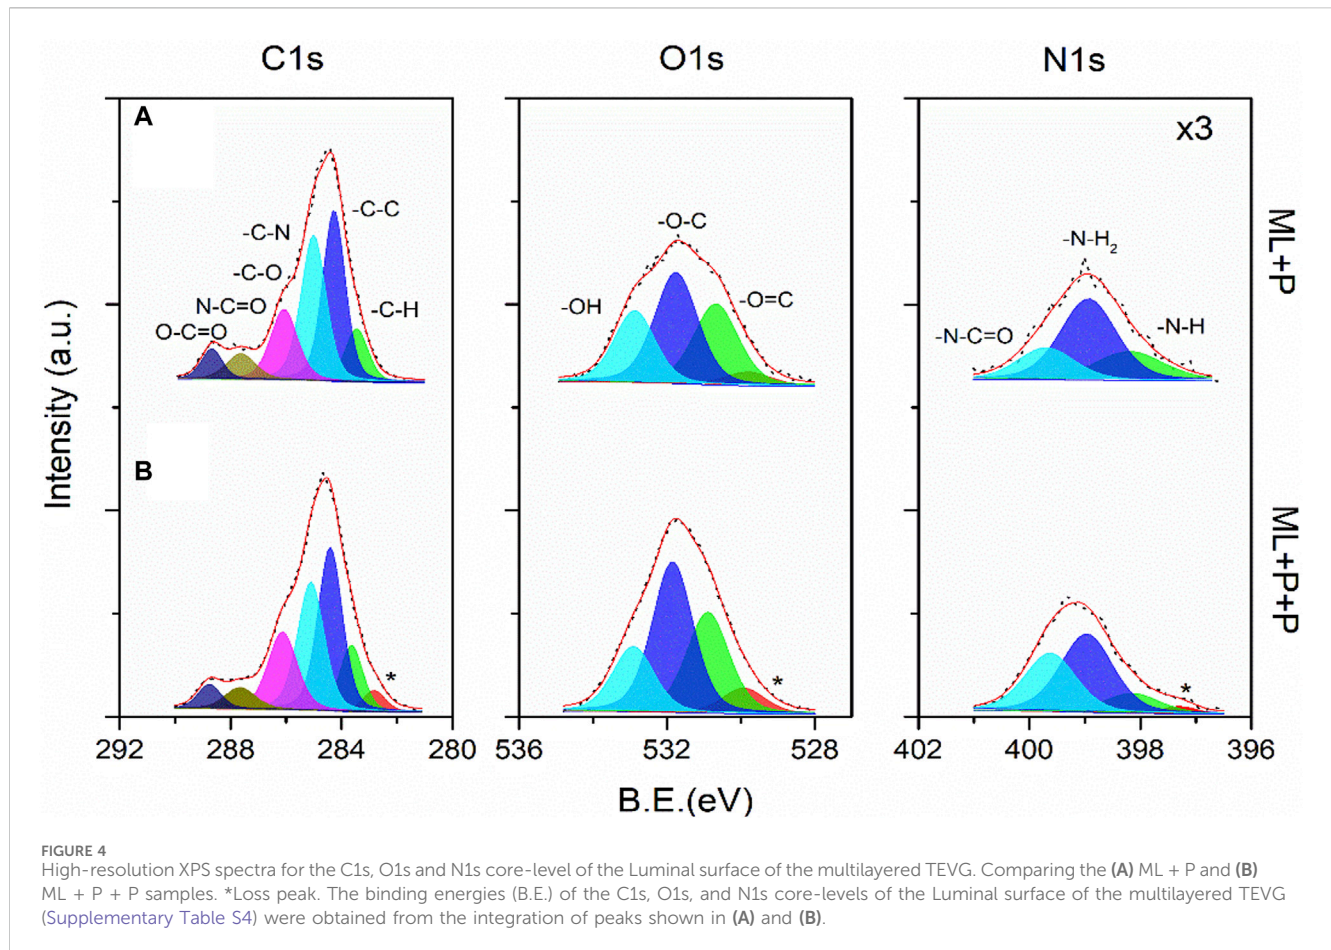 C1s O1s N1s
A
x3
-C-C
-C-N
-C-O
N-C=O
O-C=O
-C-H
-O-C
-OH
-O=C
-N-H2
-N-C=O
-N-H
ML+P
Intensity (a.u.)
B
*
*
*
ML+P+P
292 288 284 280 536 532 528 402 400 398 396
B.E.(eV)
FIGURE 4
High-resolution XPS spectra for the C1s, O1s and N1s core-level of the Luminal surface of the multilayered TEVG. Comparing the (A) ML + P and (B)
ML + P + P samples. *Loss peak. The binding energies (B.E.) of the C1s, O1s, and N1s core-levels of the Luminal surface of the multilayered TEVG
(Supplementary Table S4) were obtained from the integration of peaks shown in (A) and (B).